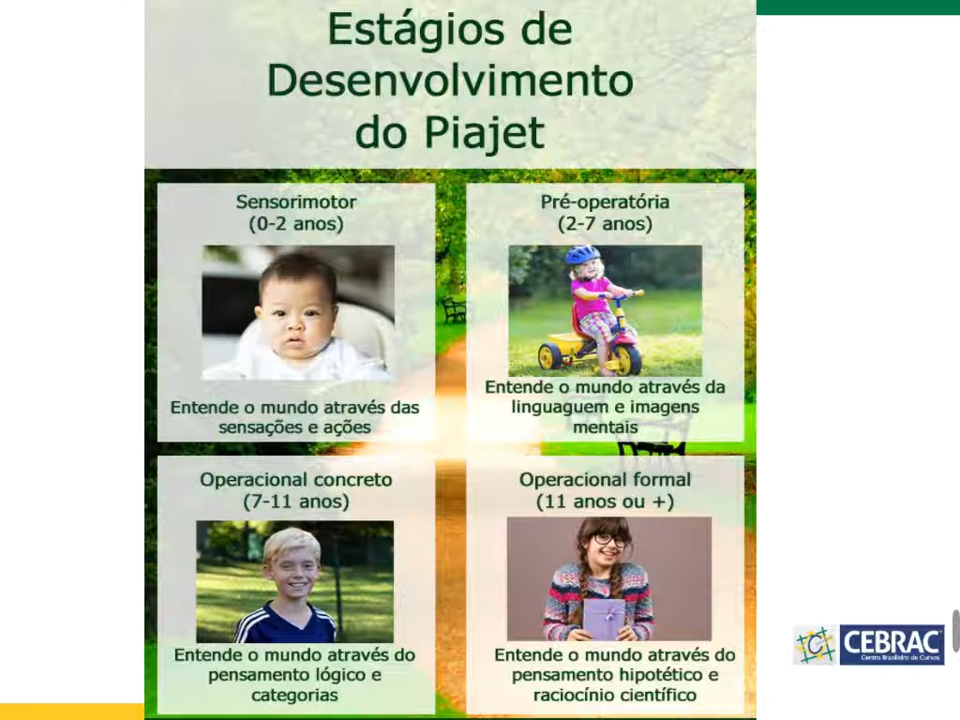 Estágios de
Desenvolvimento
do Piajet
Sensorimotor
(0-2 anos)
Entende o mundo através das
sensações e ações
Pré-operatória
(2-7 anos)
Entende o mundo através da
linguaguem e imagens
mentais
Operacional concreto
(7-11 anos)
Entende o mundo através do
pensamento lógico e
categorias
Operacional formal
(11 anos ou +)
Entende o mundo através do
pensamento hipotético e
raciocínio científico
C
CEBRAC
Centro Brasileiro de Cursos